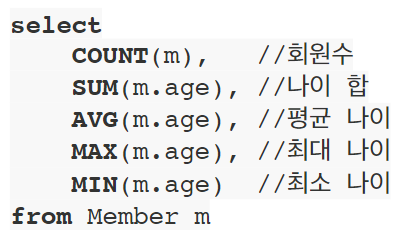 select
COUNT(m), //회원수
SUM(m.age), //나이 합
AVG(m.age), //평균 나이
MAX(m.age), //최대 나이
MIN(m.age) //최소 나이
from Member m